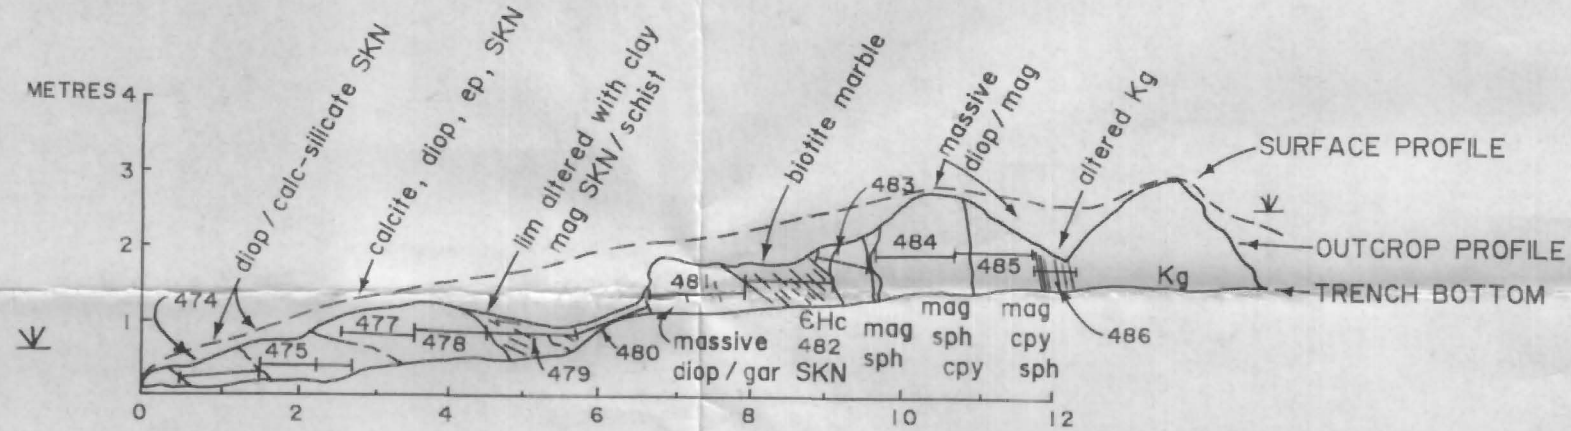 METRES 4
3
2
1
0
2
4
6
8
10
12
diop/calc-silicate SKN
calcite, diop, ep, SKN
lim altered with clay
mag SKN/schist
biotite marble
massive
diop/mag
altered Kg
SURFACE PROFILE
OUTCROP PROFILE
TRENCH BOTTOM
474
475
477
478
479
480
481
483
484
485
486
Kg
massive
diop/gar
ЄHc
482
SKN
mag
sph
mag
sph
cpy
mag
cpy
sph